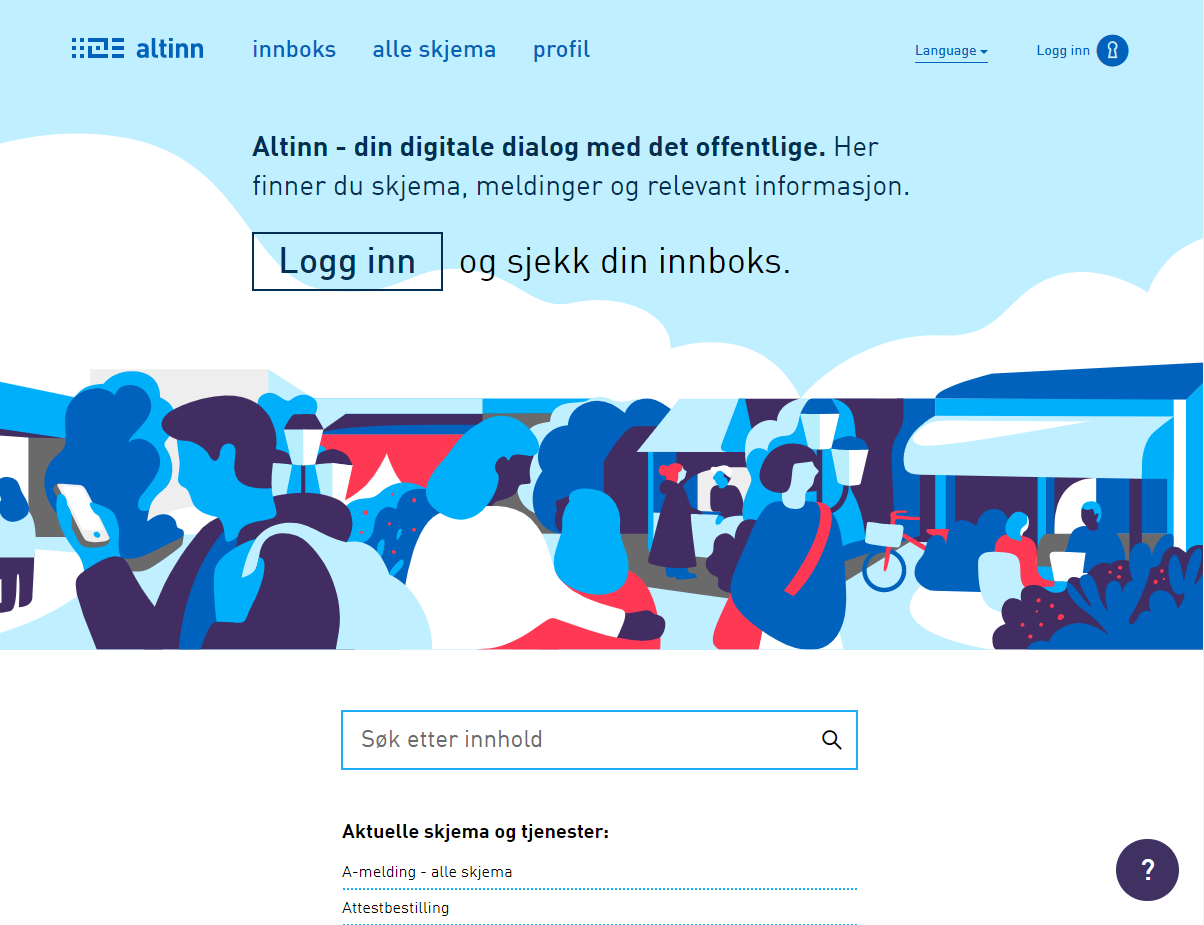 altinn innboks alle skjema profil Language Logg inn
Altinn - din digitale dialog med det offentlige. Her
finner du skjema, meldinger og relevant informasjon.
Logg inn og sjekk din innboks.
Søk etter innhold
Aktuelle skjema og tjenester:
A-melding - alle skjema
?
Attestbestilling